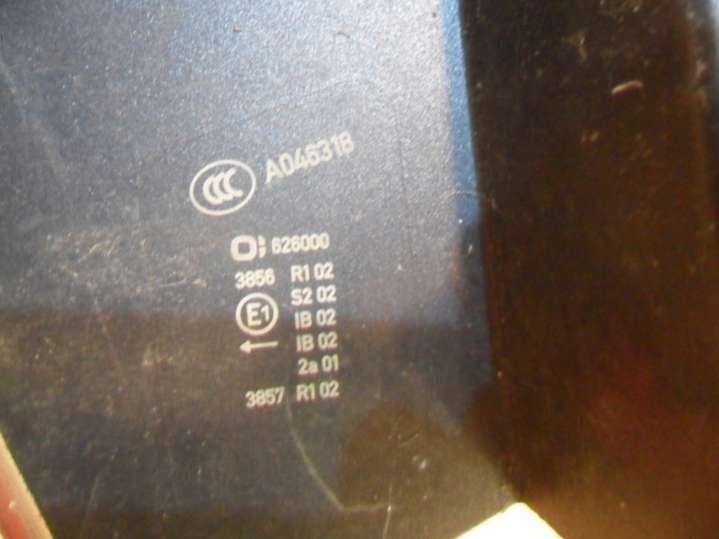 CCC A046318
626000
3856 R1 02
S2 02
E1 IB 02
IB 02
2a 01
3857 R1 02